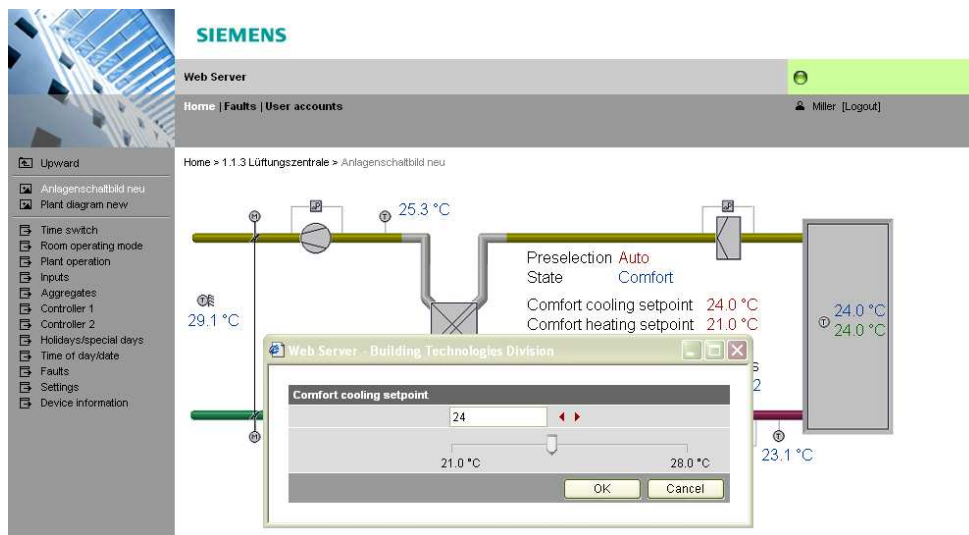 SIEMENS
Web Server
Home | Faults | User accounts
Miller [Logout]
Upward
Anlagenschaltbild neu
Plant diagram new
Time switch
Room operating mode
Plant operation
Inputs
Aggregates
Controller 1
Controller 2
Holidays/special days
Time of day/date
Faults
Settings
Device information
Home > 1.1.3 Lüftungszentrale > Anlagenschaltbild neu
M
T
25.3 °C
Preselection Auto
State Comfort
Comfort cooling setpoint 24.0 °C
Comfort heating setpoint 21.0 °C
T
29.1 °C
T
24.0 °C
24.0 °C
s
2
M
T
23.1 °C
Web Server - Building Technologies Division
Comfort cooling setpoint
24
21.0 °C
28.0 °C
OK
Cancel